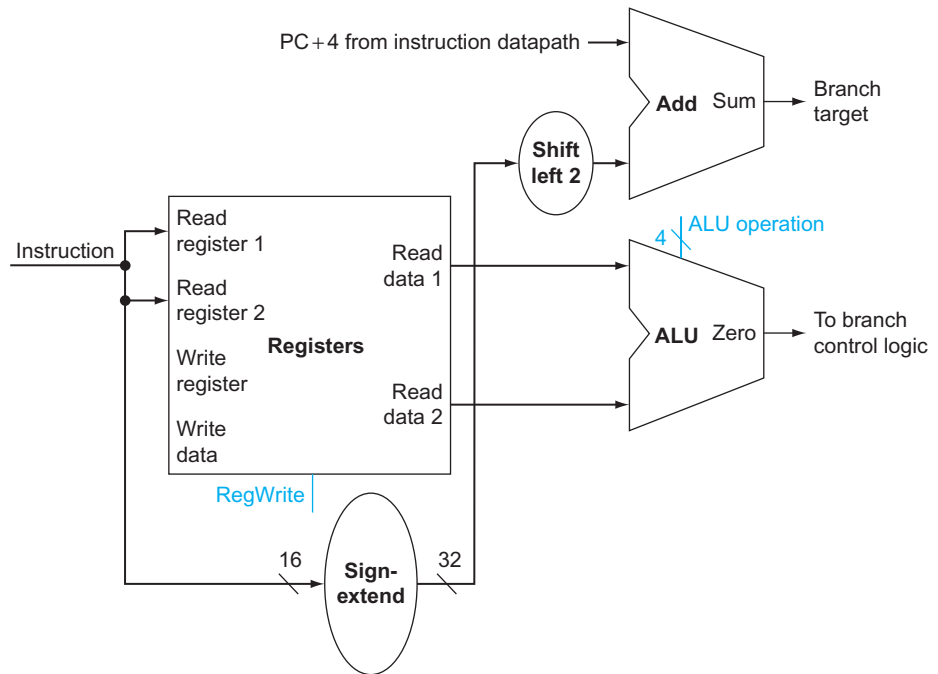 PC+4 from instruction datapath
Add Sum
Branch
target
Shift
left 2
Instruction
Read
register 1
Read
register 2
Write
register
Write
data
Registers
Read
data 1
Read
data 2
RegWrite
4
ALU operation
ALU Zero
To branch
control logic
16
Sign-
extend
32